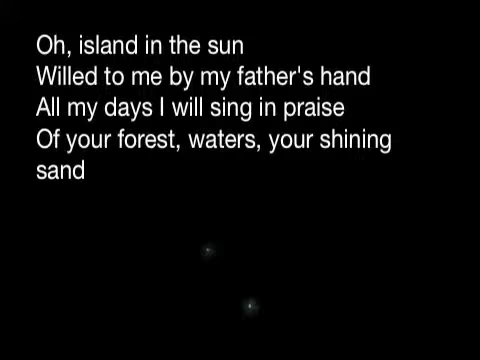 Oh, island in the sun
Willed to me by my father's hand
All my days I will sing in praise
Of your forest, waters, your shining
sand